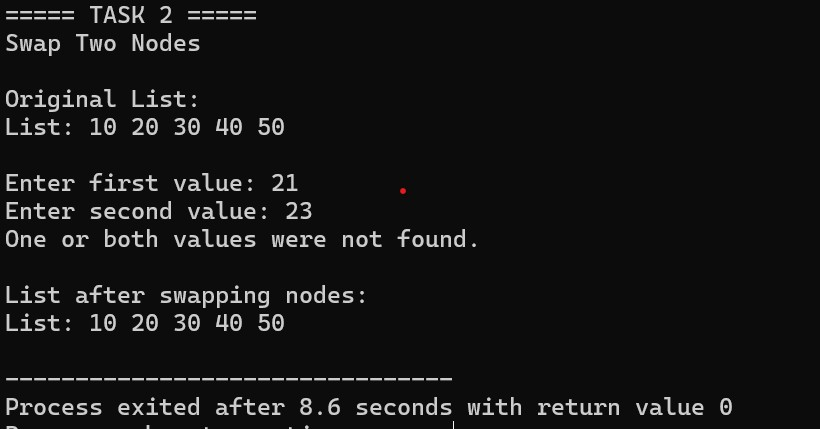 ===== TASK 2 =====
Swap Two Nodes
Original List:
List: 10 20 30 40 50
Enter first value: 21
Enter second value: 23
One or both values were not found.
List after swapping nodes:
List: 10 20 30 40 50
--------------------------------
Process exited after 8.6 seconds with return value 0